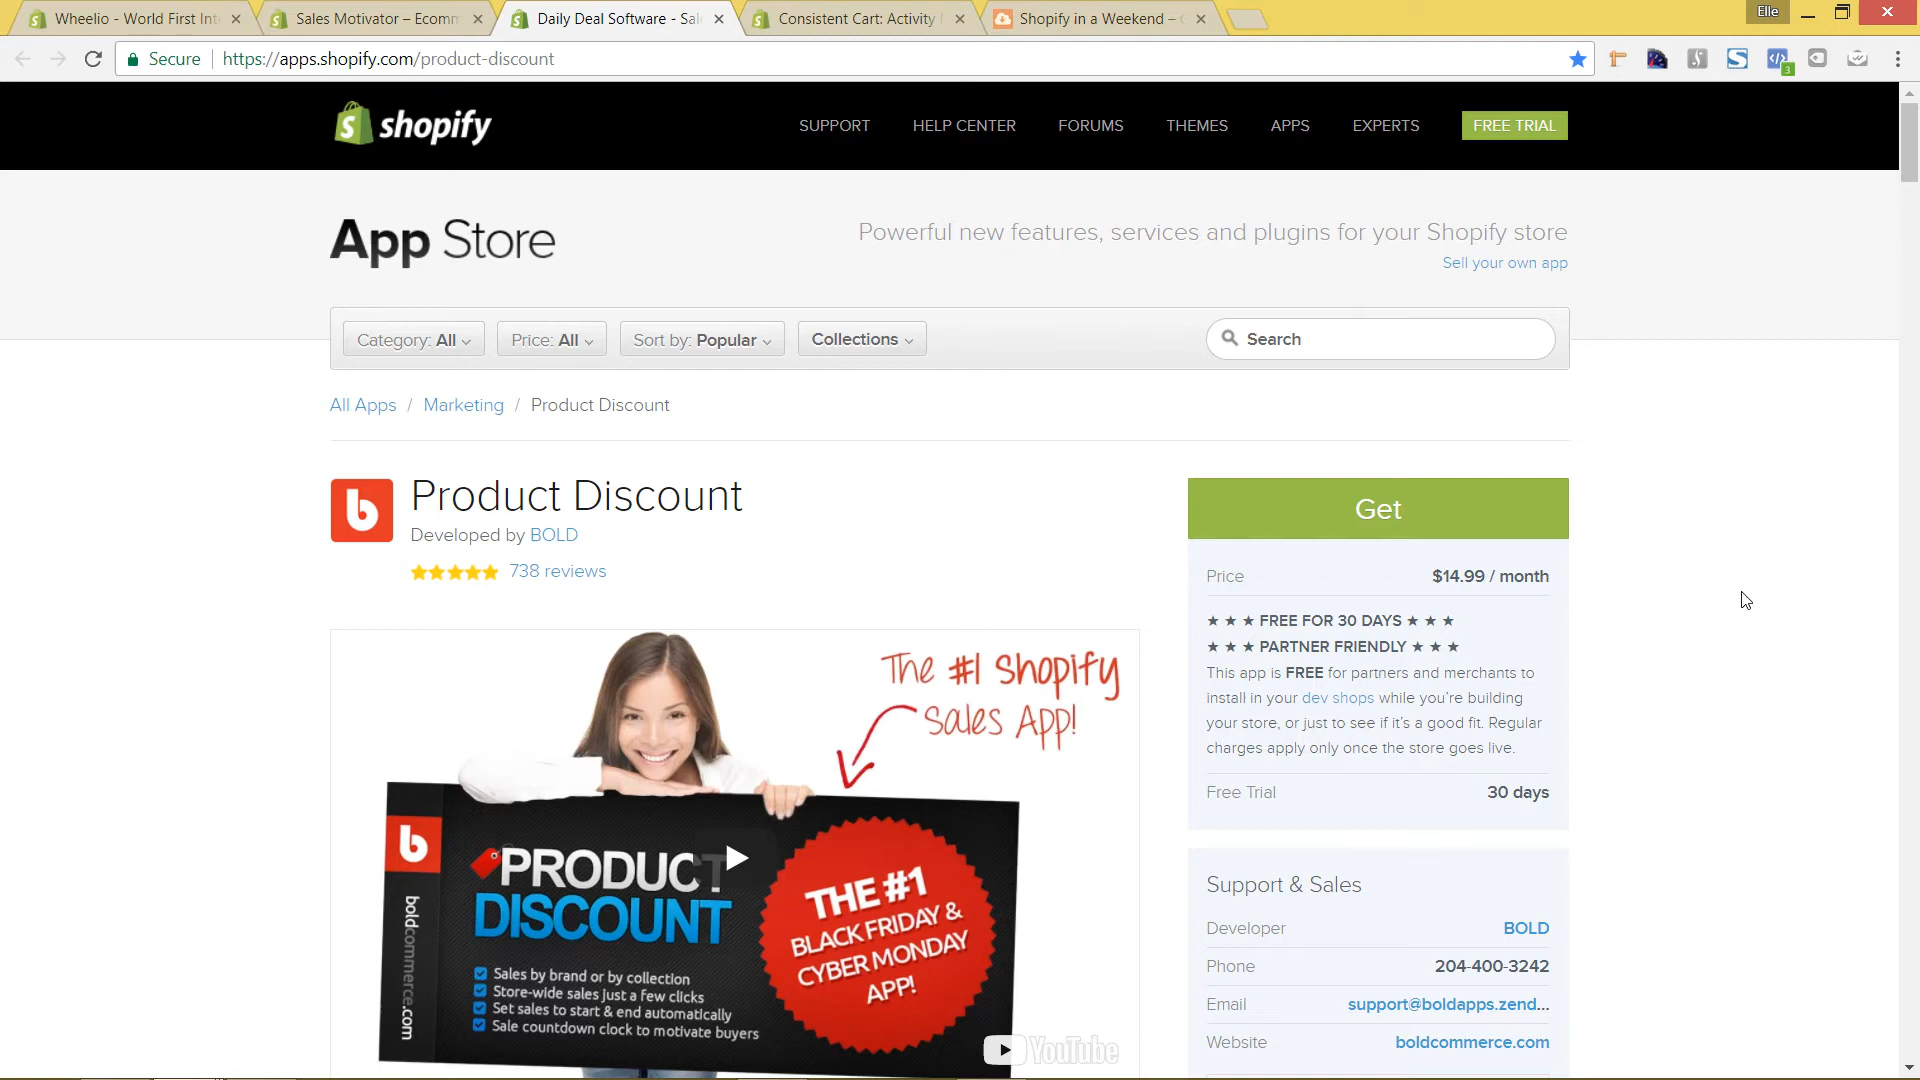 Wheelio - World First Int
Sales Motivator – Ecomm
Daily Deal Software - Sal
Consistent Cart: Activity
Shopify in a Weekend –
Elle
Secure
https://apps.shopify.com/product-discount
3
shopify
SUPPORT
HELP CENTER
FORUMS
THEMES
APPS
EXPERTS
FREE TRIAL
App Store
Powerful new features, services and plugins for your Shopify store
Sell your own app
Category: All
Price: All
Sort by: Popular
Collections
Search
All Apps / Marketing / Product Discount
b
Product Discount
Developed by BOLD
738 reviews
The #1 Shopify
Sales App!
b
boldcommerce.com
PRODUCT
DISCOUNT
Sales by brand or by collection
Store-wide sales just a few clicks
Set sales to start & end automatically
Sale countdown clock to motivate buyers
THE #1
BLACK FRIDAY &
CYBER MONDAY
APP!
YouTube
Get
Price $14.99 / month
★ ★ ★ FREE FOR 30 DAYS ★ ★ ★
★ ★ ★ PARTNER FRIENDLY ★ ★ ★
This app is FREE for partners and merchants to
install in your dev shops while you're building
your store, or just to see if it's a good fit. Regular
charges apply only once the store goes live.
Free Trial 30 days
Support & Sales
Developer BOLD
Phone 204-400-3242
Email support@boldapps.zend...
Website boldcommerce.com